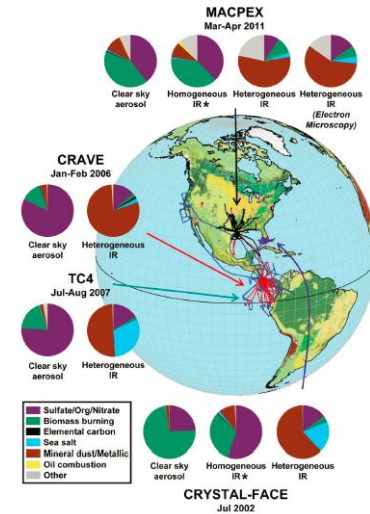 MACPEX
Mar-Apr 2011
Clear sky
aerosol
Homogeneous
IR *
Heterogeneous
IR
Heterogeneous
IR
(Electron
Microscopy)
CRAVE
Jan-Feb 2006
Clear sky
aerosol
Heterogeneous
IR
TC4
Jul-Aug 2007
Clear sky
aerosol
Heterogeneous
IR
Sulfate/Org/Nitrate
Biomass burning
Elemental carbon
Sea salt
Mineral dust/Metallic
Oil combustion
Other
Clear sky
aerosol
Homogeneous
IR *
Heterogeneous
IR
CRYSTAL-FACE
Jul 2002